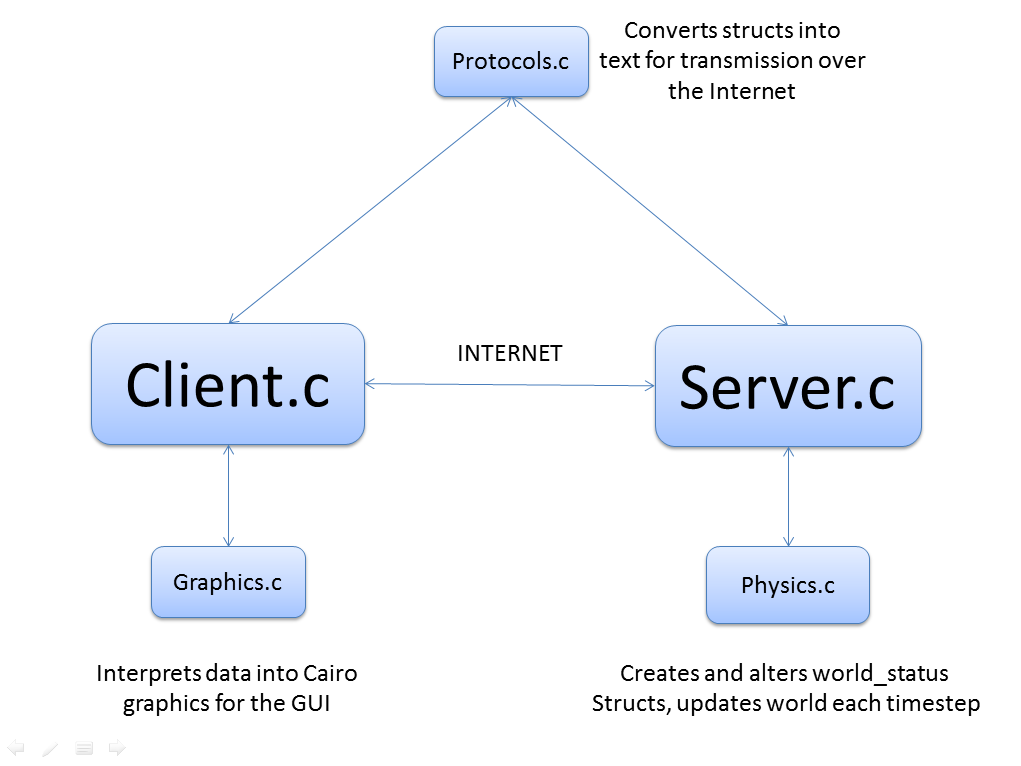 Protocols.c
Converts structs into
text for transmission over
the Internet
INTERNET
Client.c
Server.c
Graphics.c
Physics.c
Interprets data into Cairo
graphics for the GUI
Creates and alters world_status
Structs, updates world each timestep